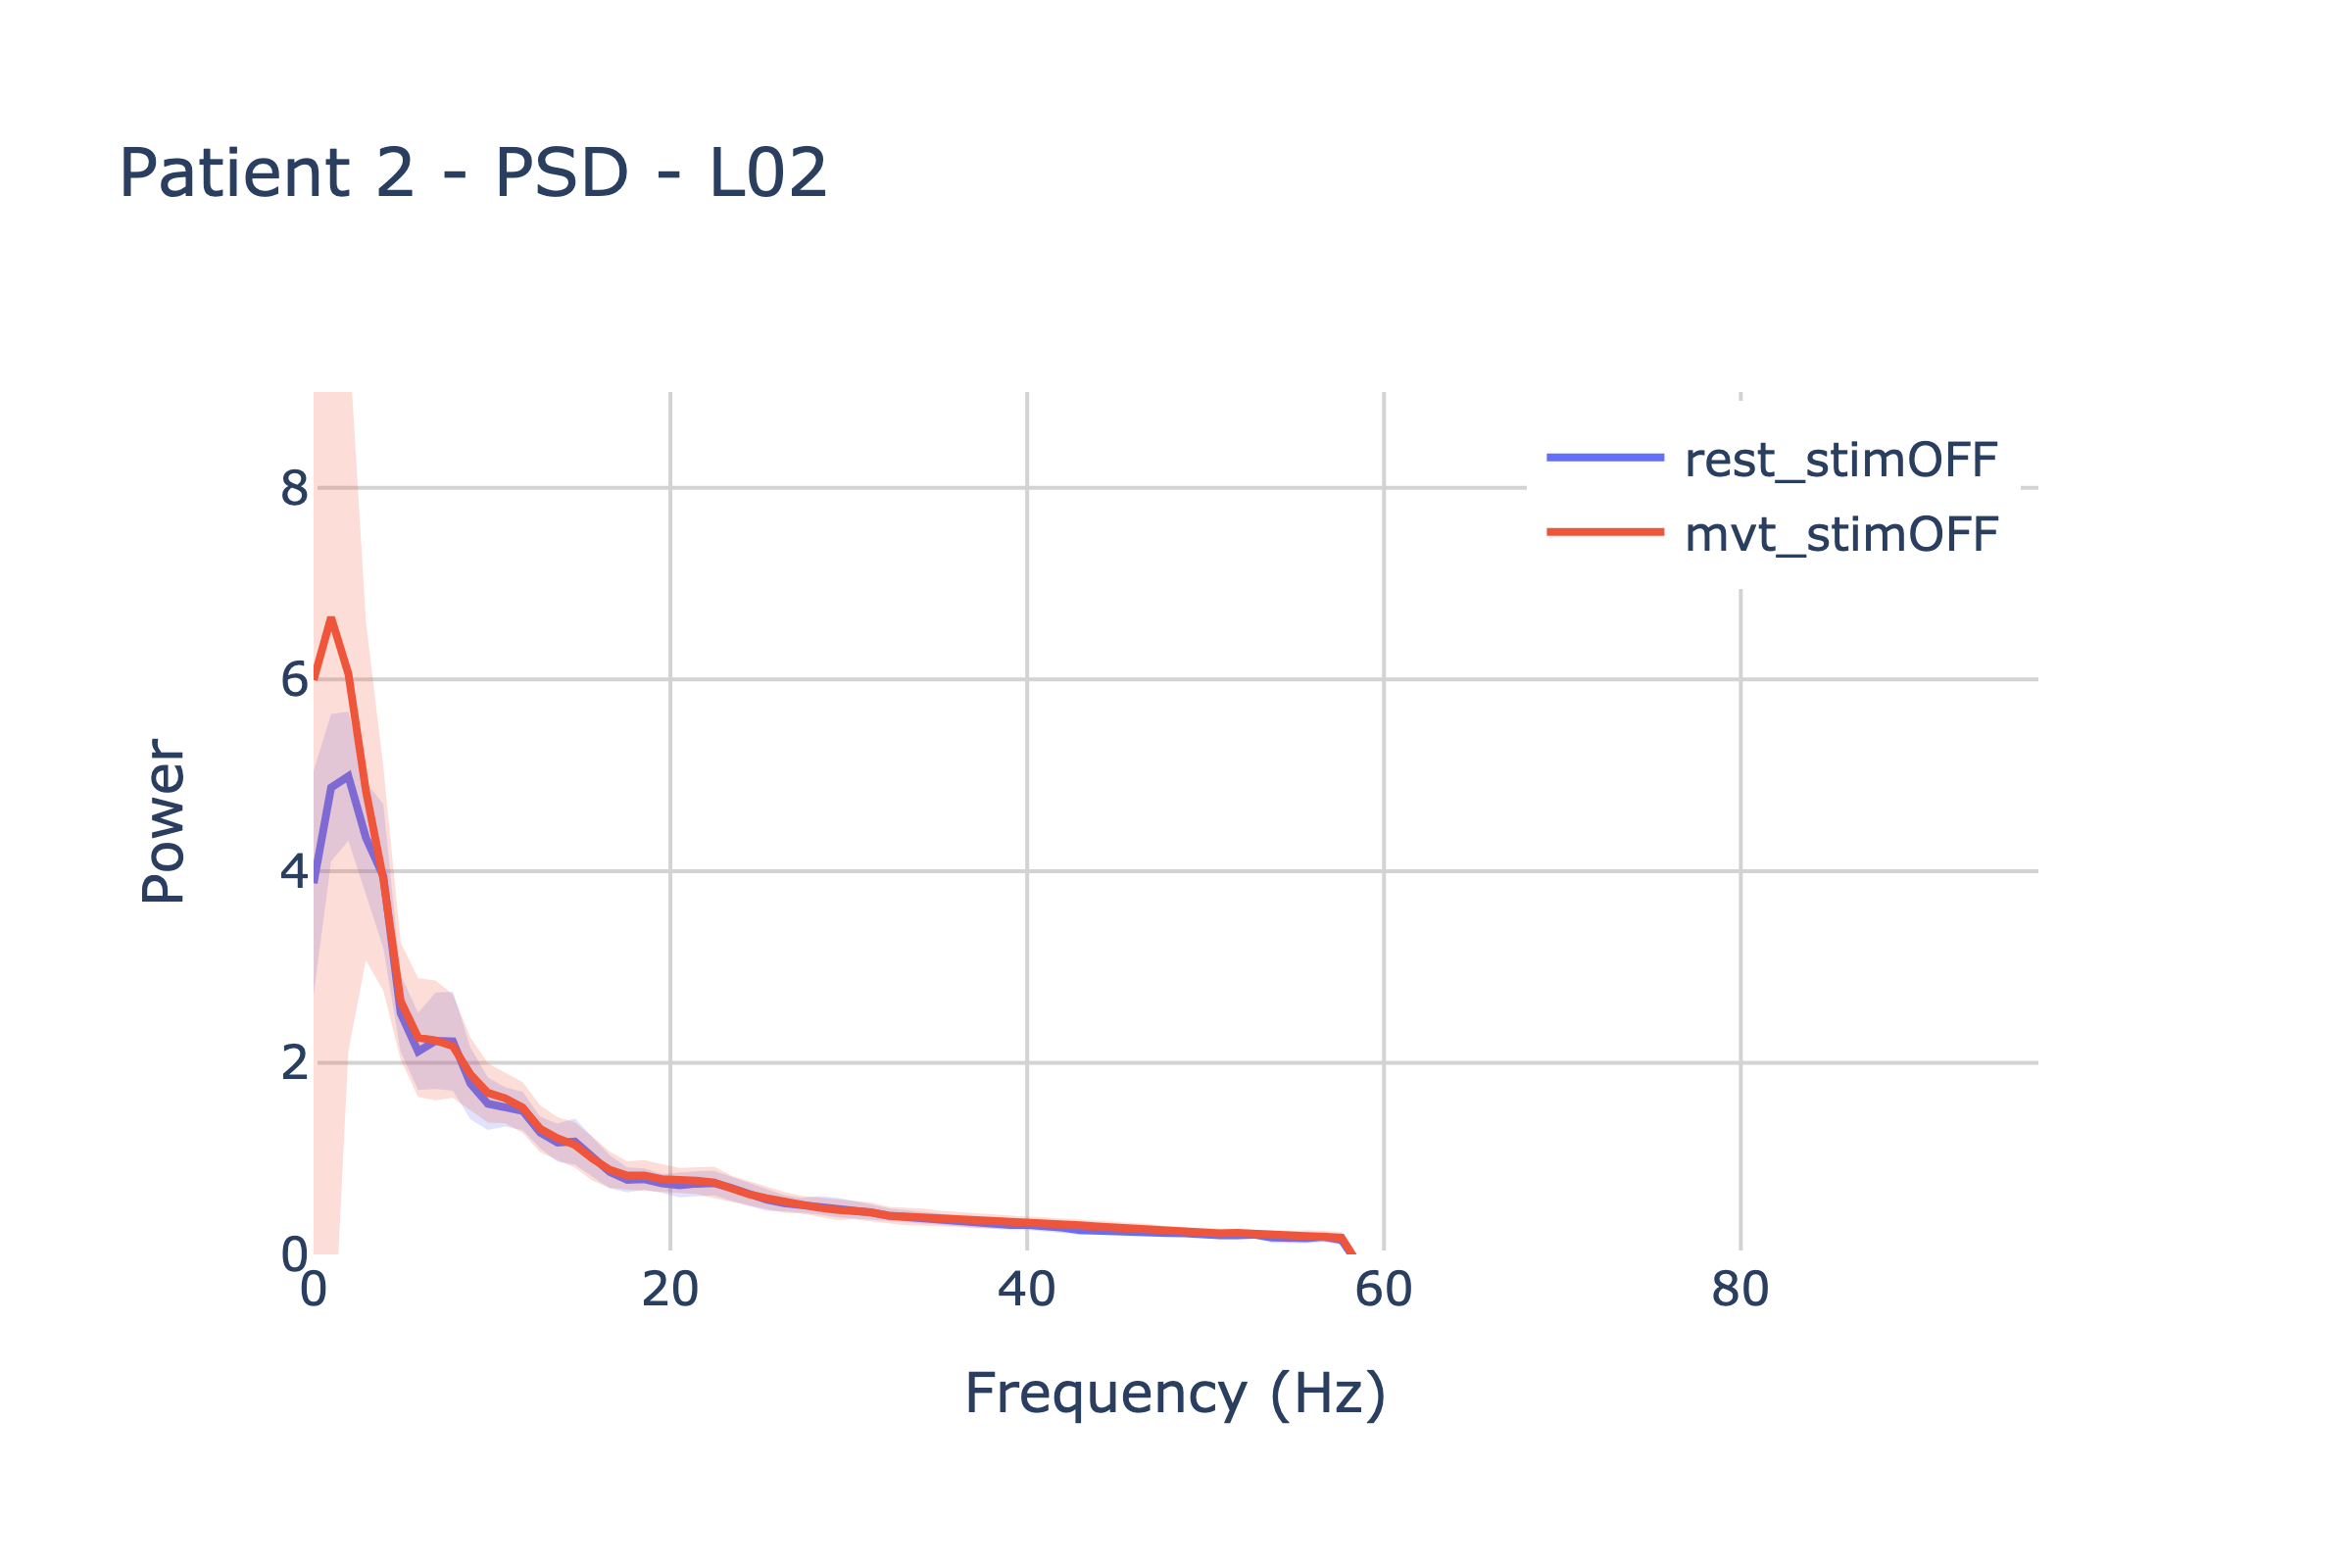 Patient 2 - PSD - L02
rest_stimOFF
mvt_stimOFF
8
6
4
2
0
Power
0 20 40 60 80
Frequency (Hz)